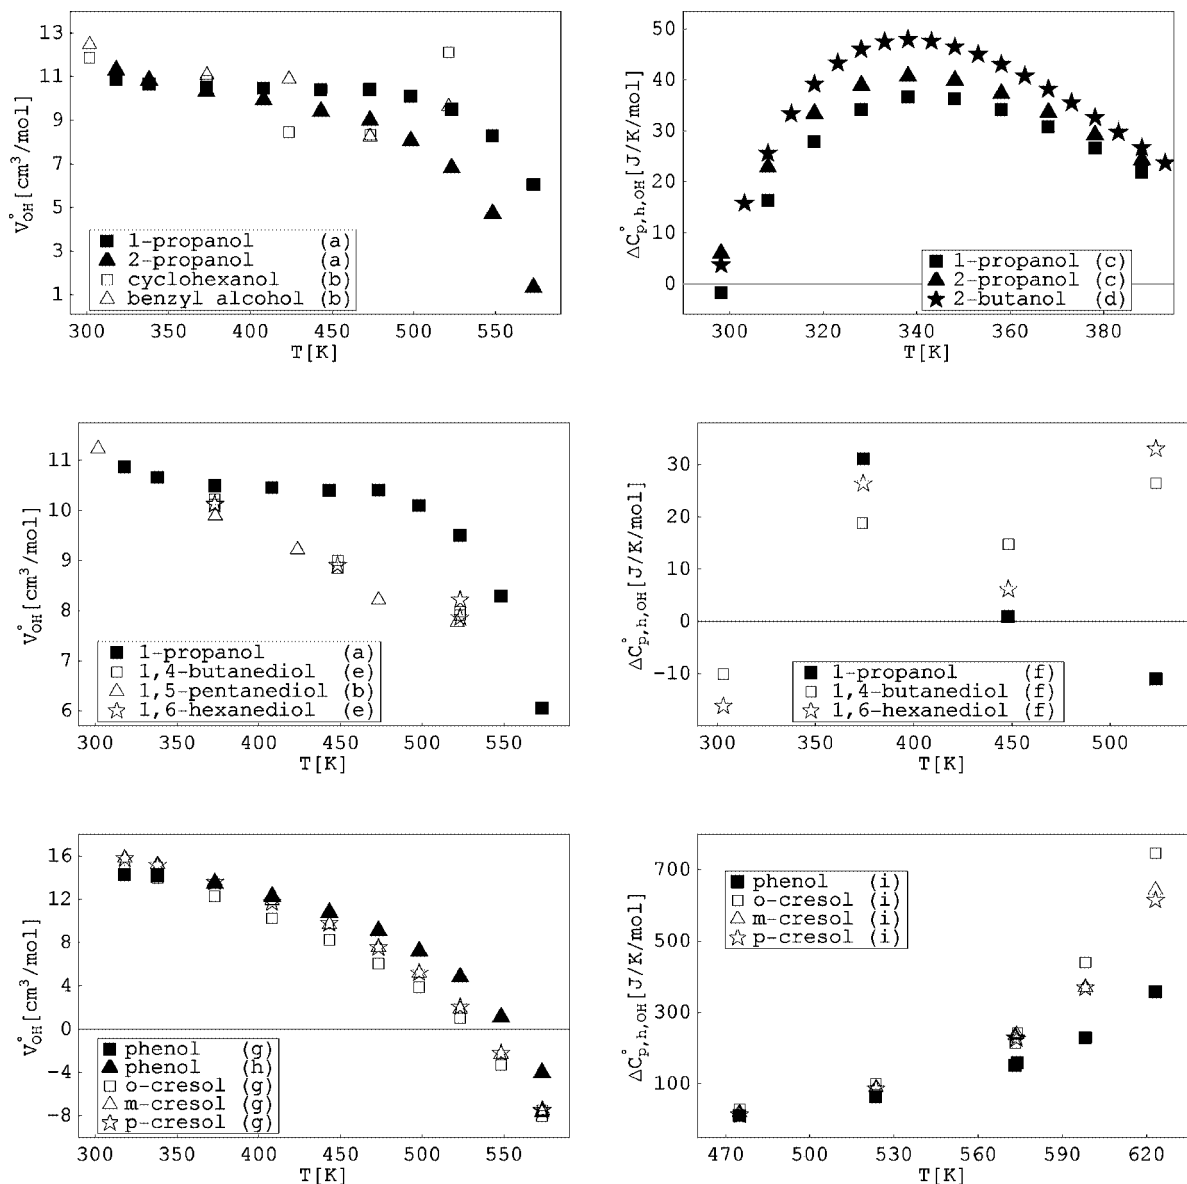 V°OH [cm³/mol]
13
11
9
7
5
3
1
1-propanol (a)
2-propanol (a)
cyclohexanol (b)
benzyl alcohol (b)
300 350 400 450 500 550
T[K]
ΔC°p,h,OH [J/K/mol]
50
40
30
20
10
0
1-propanol (c)
2-propanol (c)
2-butanol (d)
300 320 340 360 380
T[K]
V°OH [cm³/mol]
11
10
9
8
7
6
1-propanol (a)
1,4-butanediol (e)
1,5-pentanediol (b)
1,6-hexanediol (e)
300 350 400 450 500 550
T[K]
ΔC°p,h,OH [J/K/mol]
30
20
10
0
-10
1-propanol (f)
1,4-butanediol (f)
1,6-hexanediol (f)
300 350 400 450 500
T[K]
V°OH [cm³/mol]
16
12
8
4
0
-4
-8
phenol (g)
phenol (h)
o-cresol (g)
m-cresol (g)
p-cresol (g)
300 350 400 450 500 550
T[K]
ΔC°p,h,OH [J/K/mol]
700
500
300
100
phenol (i)
o-cresol (i)
m-cresol (i)
p-cresol (i)
470 500 530 560 590 620
T[K]